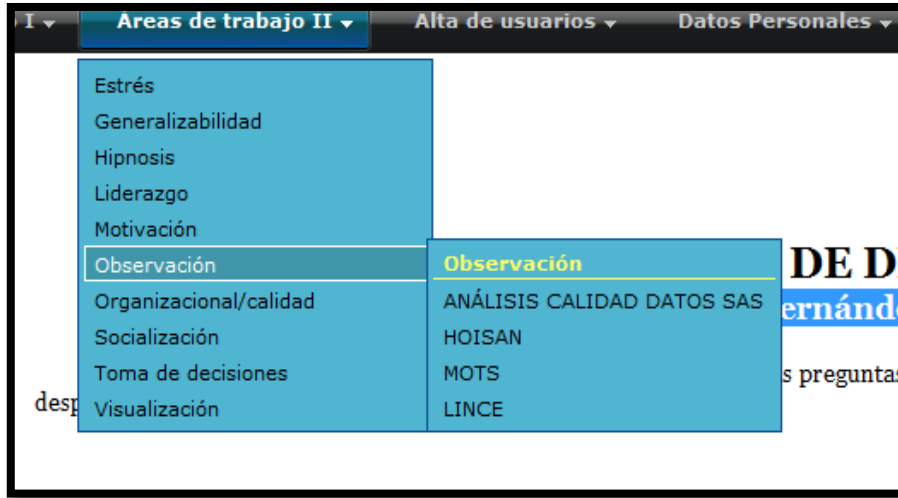 I
Áreas de trabajo II
Alta de usuarios
Datos Personales
Estrés
Generalizabilidad
Hipnosis
Liderazgo
Motivación
Observación
Organizacional/calidad
Socialización
Toma de decisiones
Visualización
Observación
ANÁLISIS CALIDAD DATOS SAS
HOISAN
MOTS
LINCE
DE D
ernánd
s preguntas
desp